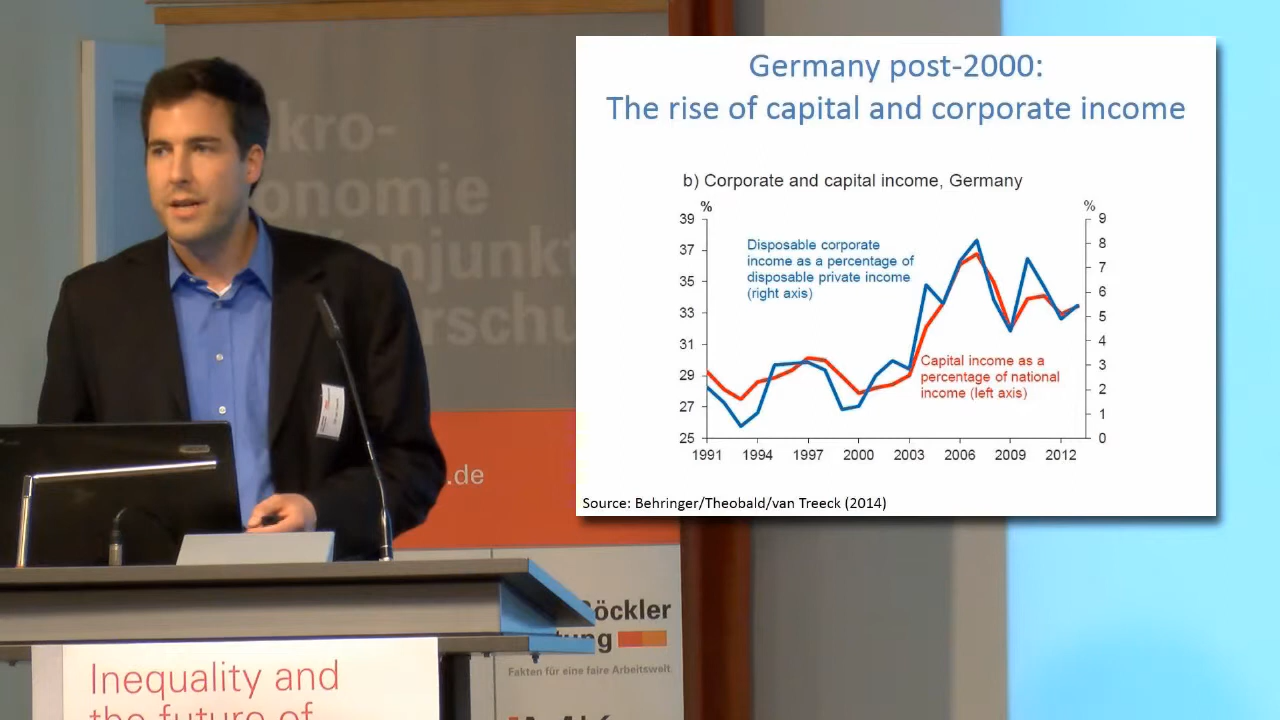 Germany post-2000:
The rise of capital and corporate income
b) Corporate and capital income, Germany
% %
39 9
37 8
35 7
33 6
31 5
29 4
27 3
25 2
1
0
Disposable corporate
income as a percentage of
disposable private income
(right axis)
Capital income as a
percentage of national
income (left axis)
1991 1994 1997 2000 2003 2006 2009 2012
Source: Behringer/Theobald/van Treeck (2014)
kro-
onomie
onjunkt
rschu
.de
öckler
tung
Fakten für eine faire Arbeitswelt.
Inequality and
the future of